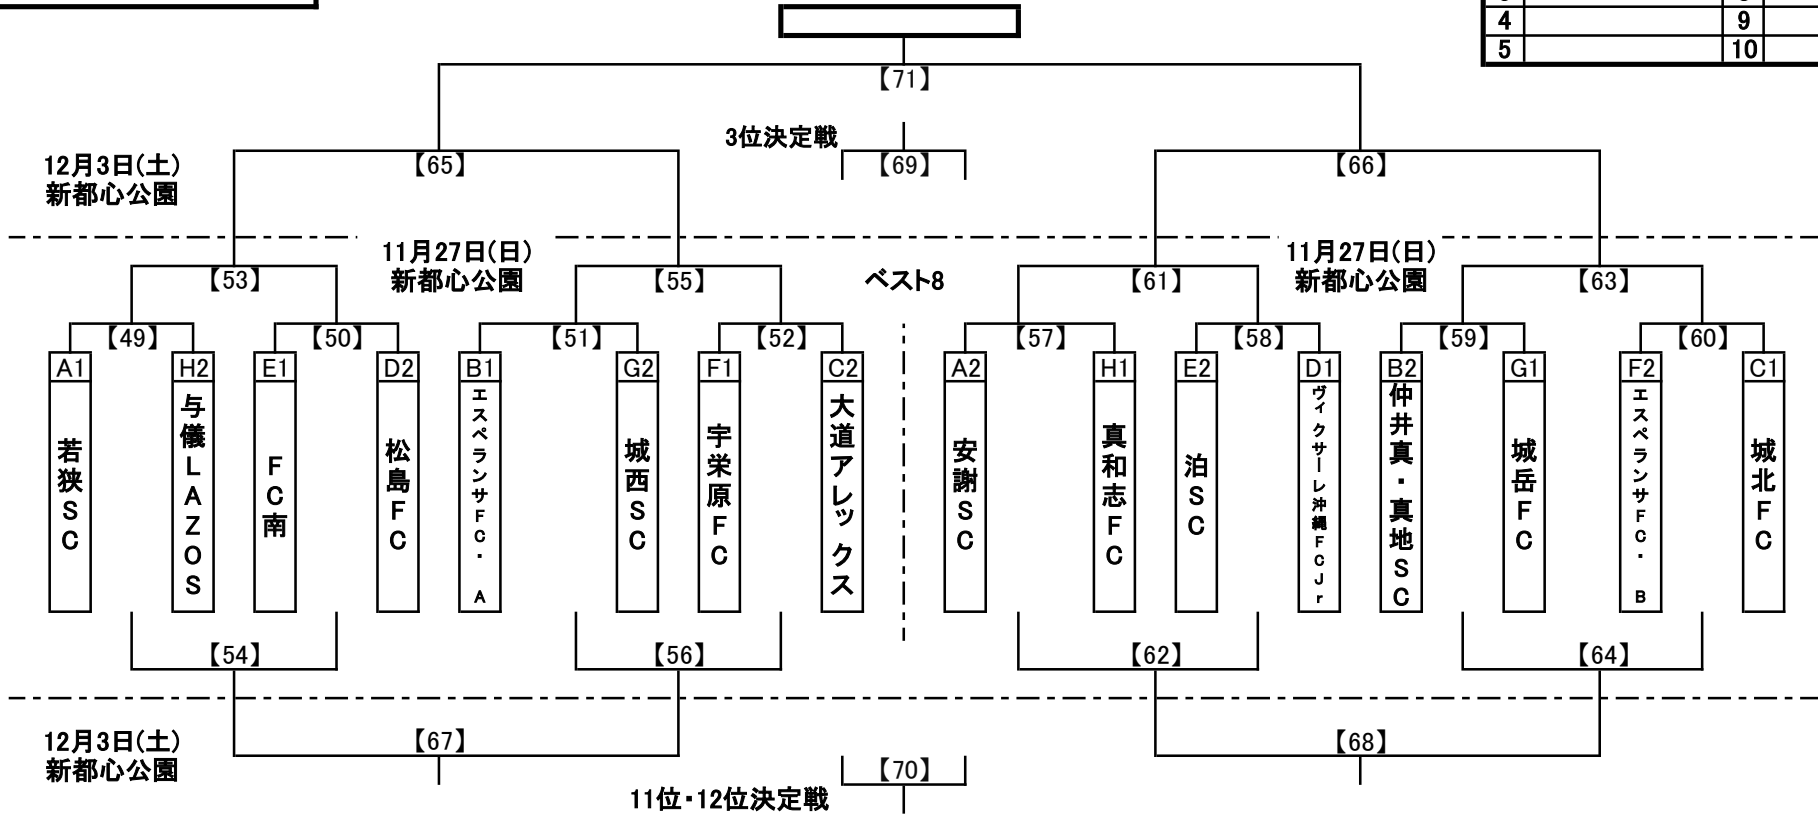 4 9
5 10
【71】
3位決定戦
12月3日(土)
新都心公園
【65】
【69】
【66】
11月27日(日)
新都心公園
11月27日(日)
新都心公園
【53】
【55】
ベスト8
【61】
【63】
【49】
【50】
【51】
【52】
【57】
【58】
【59】
【60】
A1
若狭SC
H2
与儀LAZOS
E1
FC南
D2
松島FC
B1
エスペランサFC・ A
G2
城西SC
F1
宇栄原FC
C2
大道アレックス
A2
安謝SC
H1
真和志FC
E2
泊SC
D1
ヴィクサーレ沖縄FCJr
B2
仲井真・真地SC
G1
城岳FC
F2
エスペランサFC・ B
C1
城北FC
【54】
【56】
【62】
【64】
12月3日(土)
新都心公園
【67】
【70】
【68】
11位・12位決定戦